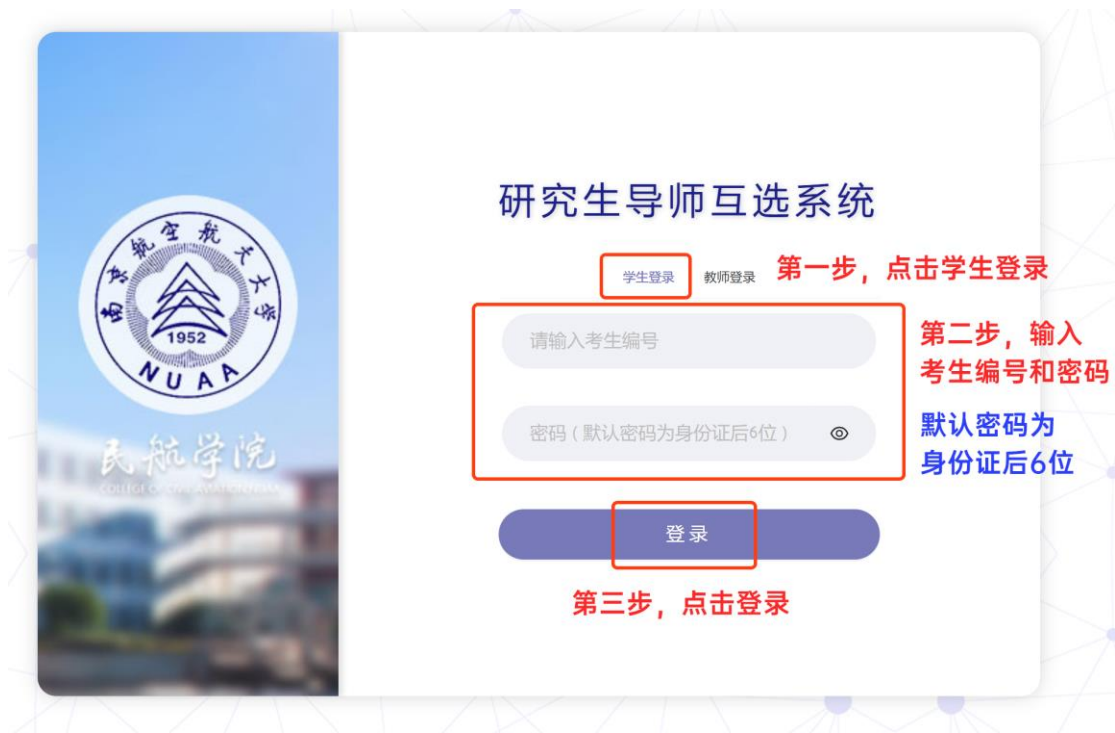 南京航空航天大学
1952
NUAA
民航学院
研究生导师互选系统
学生登录 教师登录
第一步，点击学生登录
请输入考生编号
第二步，输入
考生编号和密码
密码（默认密码为身份证后6位）
默认密码为
身份证后6位
登录
第三步，点击登录